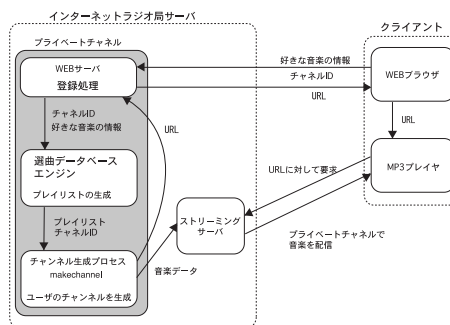 インターネットラジオ局サーバ
クライアント
プライベートチャネル
WEBサーバ
登録処理
好きな音楽の情報
チャネルID
URL
WEBブラウザ
チャネルID
好きな音楽の情報
URL
URL
選曲データベース
エンジン
プレイリストの生成
URLに対して要求
MP3プレイヤ
プレイリスト
チャンネルID
ストリーミング
サーバ
プライベートチャネルで
音楽を配信
チャンネル生成プロセス
makechannel
ユーザのチャンネルを生成
音楽データ